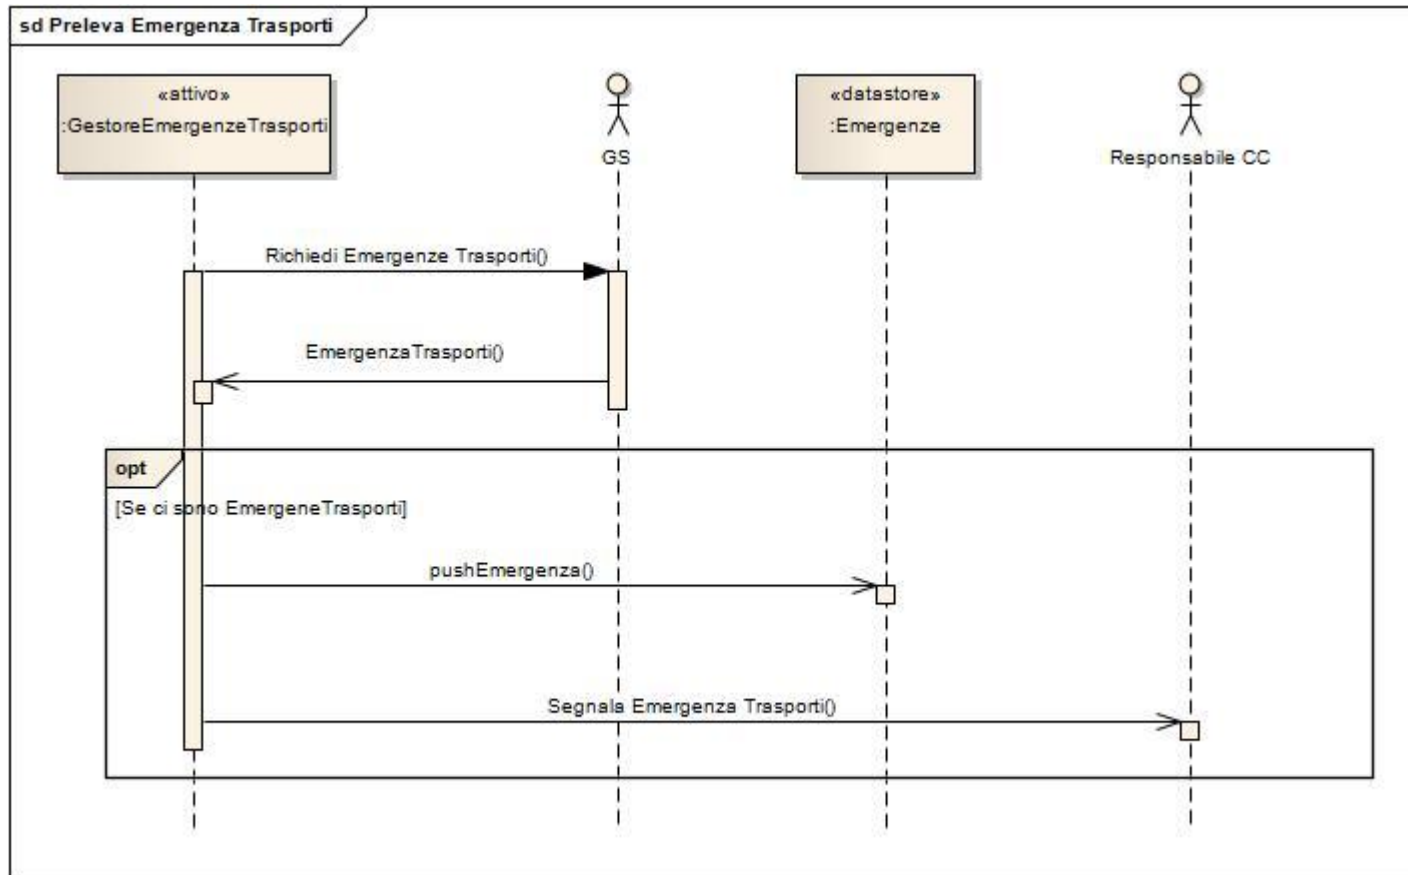 sd Preleva Emergenza Trasporti
«attivo»
:GestoreEmergenzeTrasporti
GS
«datastore»
:Emergenze
Responsabile CC
Richiedi Emergenze Trasporti()
EmergenzaTrasporti()
opt
[Se ci sono EmergeneTrasporti]
pushEmergenza()
Segnala Emergenza Trasporti()